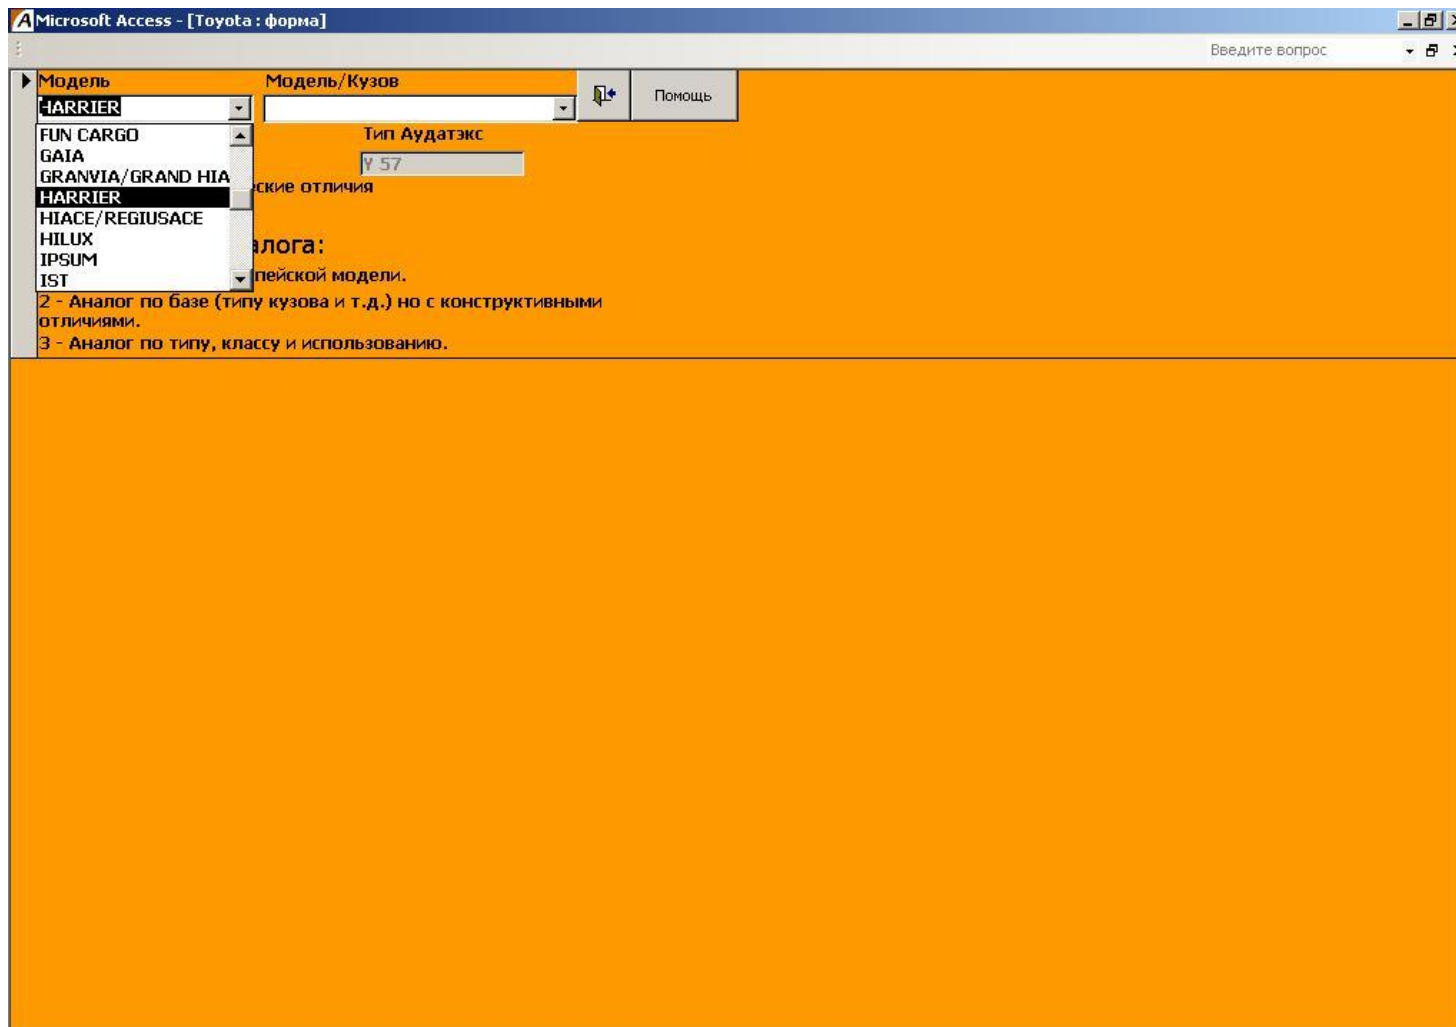 Microsoft Access - [Toyota : форма]
Введите вопрос
Модель Модель/Кузов
HARRIER Помощь
FUN CARGO Тип Аудатэкс
GAIA Y 57
GRANVIA/GRAND HIA ские отличия
HARRIER
HIACE/REGIUSACE
HILUX алога:
IPSUM пейской модели.
IST
2 - Аналог по базе (типу кузова и т.д.) но с конструктивными
отличиями.
3 - Аналог по типу, классу и использованию.